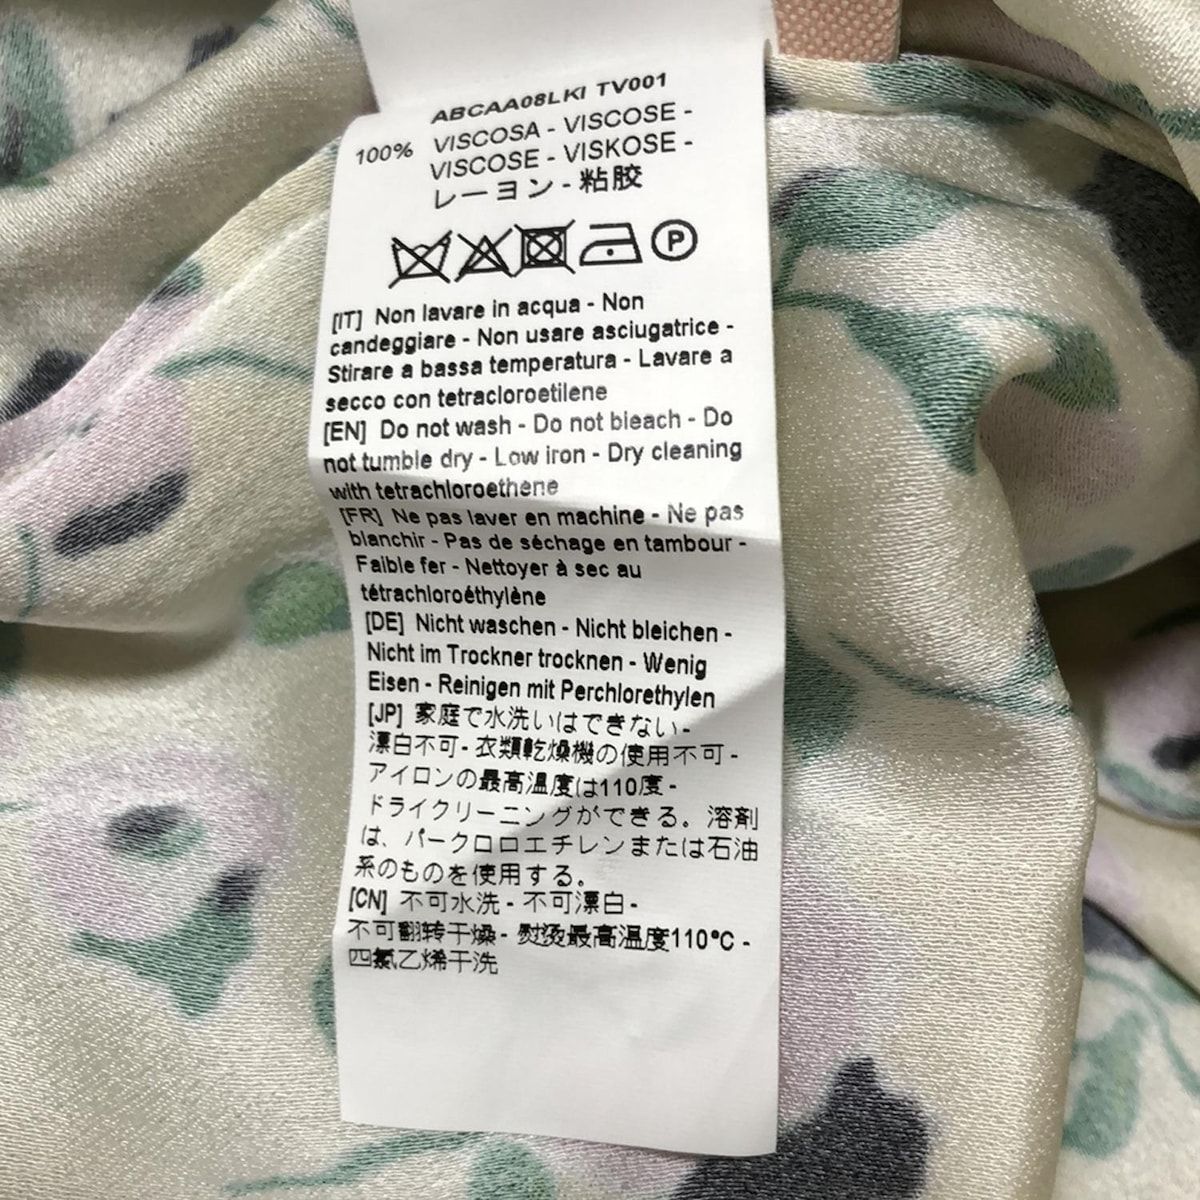 ABCAA08LKI TV001
100% VISCOSA - VISCOSE -
VISCOSE - VISKOSE -
レーヨン - 粘胶
P
[IT] Non lavare in acqua - Non
candeggiare - Non usare asciugatrice -
Stirare a bassa temperatura - Lavare a
secco con tetracloroetilene
[EN] Do not wash - Do not bleach - Do
not tumble dry - Low iron - Dry cleaning
with tetrachloroethene
[FR] Ne pas laver en machine - Ne pas
blanchir - Pas de séchage en tambour -
Faible fer - Nettoyer à sec au
tétrachloroéthylène
[DE] Nicht waschen - Nicht bleichen -
Nicht im Trockner trocknen - Wenig
Eisen - Reinigen mit Perchlorethylen
[JP] 家庭で水洗いはできない -
漂白不可 - 衣類乾燥機の使用不可 -
アイロンの最高温度は110度 -
ドライクリーニングができる。溶剤
は、パークロロエチレンまたは石油
系のものを使用する。
[CN] 不可水洗 - 不可漂白 -
不可翻转干燥 - 熨烫最高温度110°C -
四氯乙烯干洗